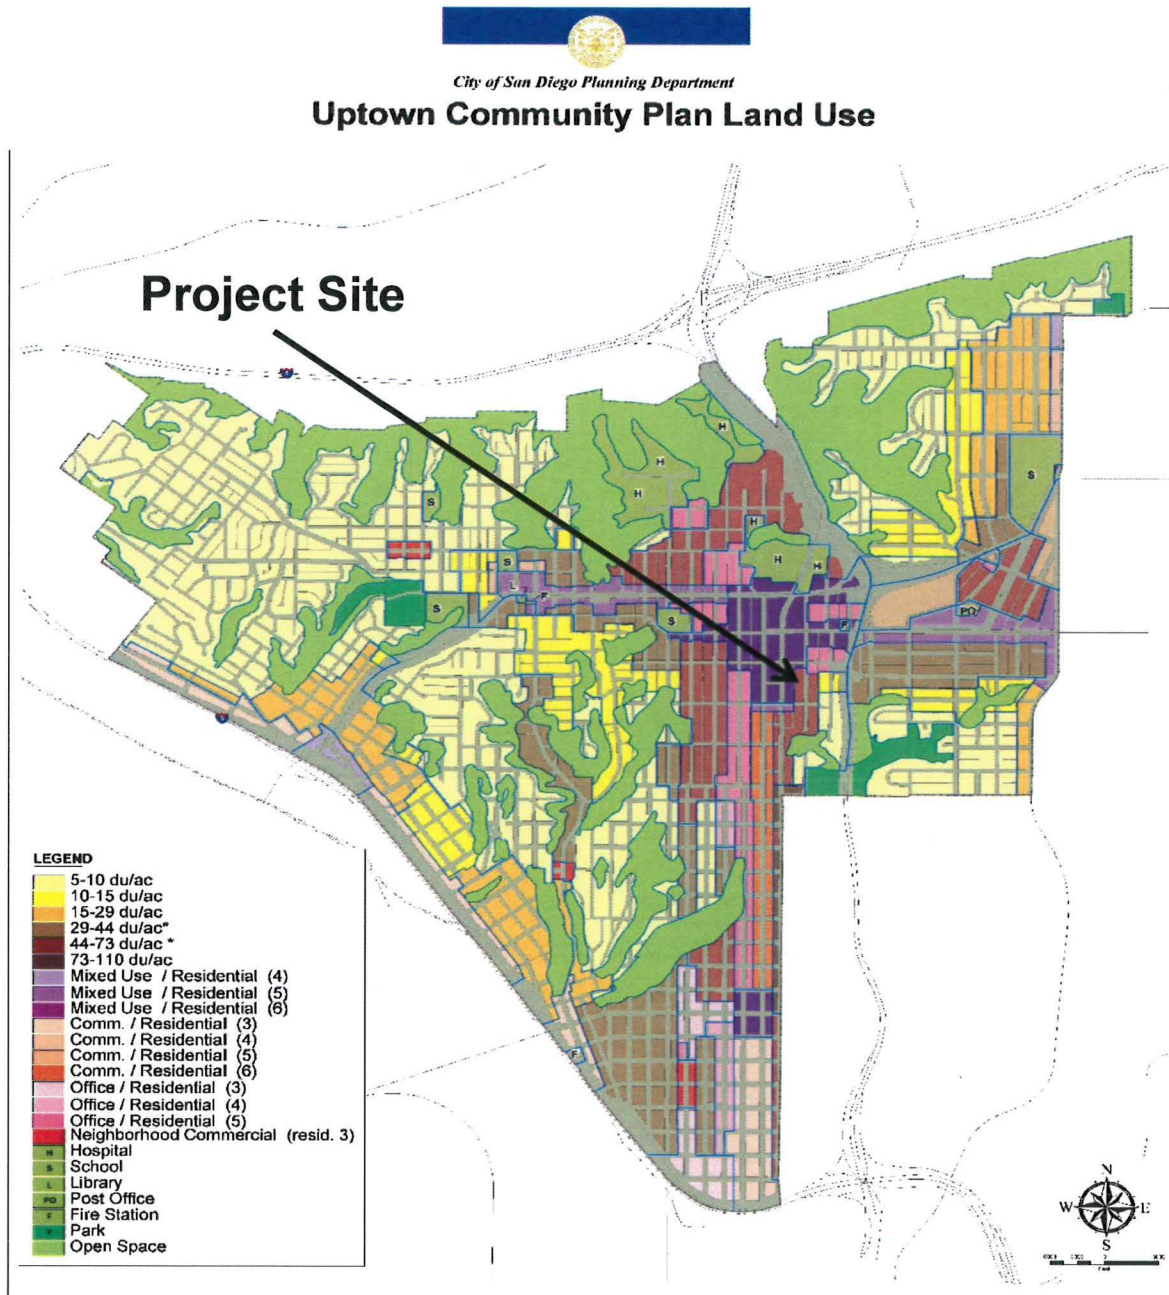 City of San Diego Planning Department
Uptown Community Plan Land Use
Project Site
H
H
H
S
H
S
H
H
S
L
F
S
S
F
PO
F
LEGEND
5-10 du/ac
10-15 du/ac
15-29 du/ac
29-44 du/ac*
44-73 du/ac *
73-110 du/ac
Mixed Use / Residential (4)
Mixed Use / Residential (5)
Mixed Use / Residential (6)
Comm. / Residential (3)
Comm. / Residential (4)
Comm. / Residential (5)
Comm. / Residential (6)
Office / Residential (3)
Office / Residential (4)
Office / Residential (5)
Neighborhood Commercial (resid. 3)
H Hospital
S School
L Library
PO Post Office
F Fire Station
P Park
Open Space
N
W E
S